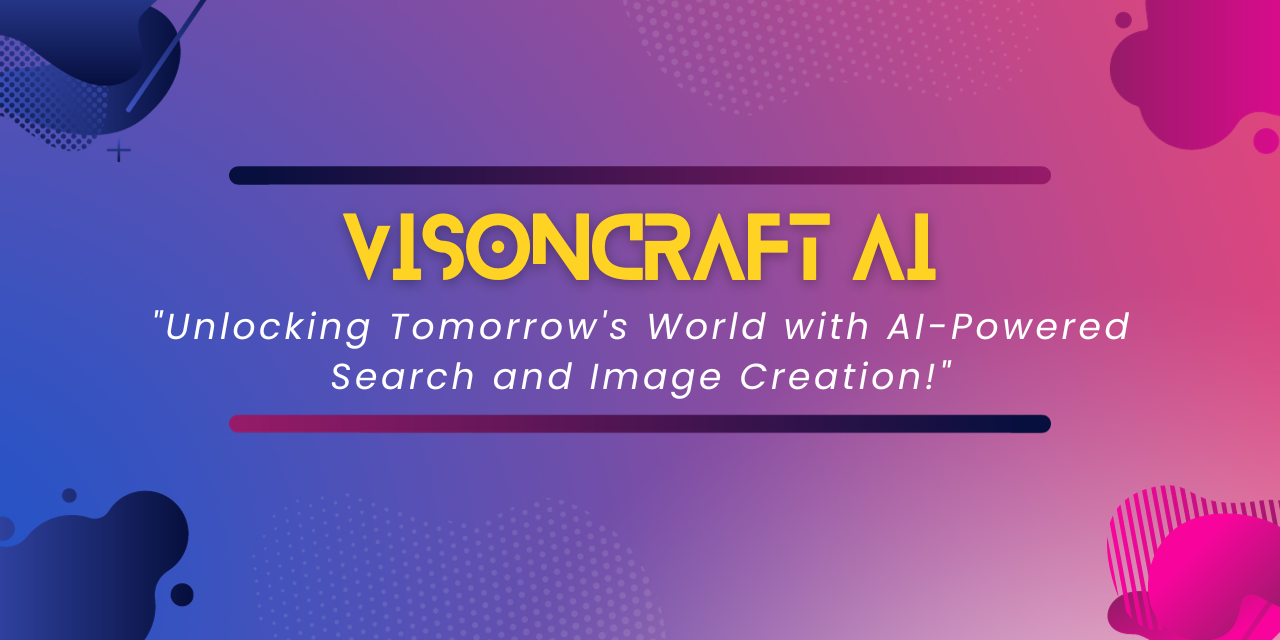 VISONCRAFT AI
"Unlocking Tomorrow's World with AI-Powered
Search and Image Creation!"